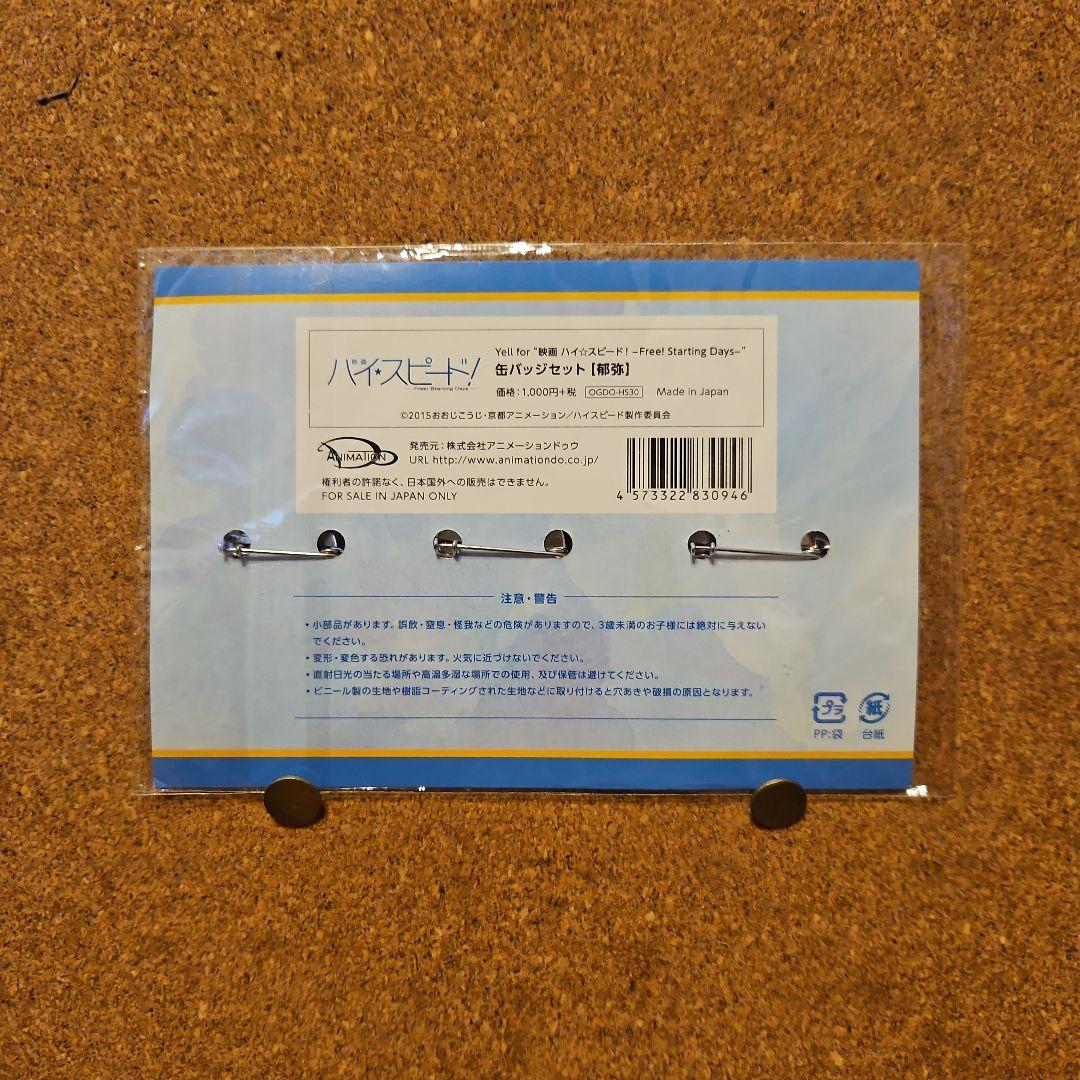 映画
ハイ☆スピード!
Free! Starting Days
Yell for "映画 ハイ☆スピード! −Free! Starting Days−"
缶バッジセット【郁弥】
価格:1,000円+税 OGDO-HS30 Made in Japan
©2015おおじこうじ・京都アニメーション/ハイスピード製作委員会
ANIMATION DO
発売元:株式会社アニメーションドゥウ
URL http://www.animationdo.co.jp/
権利者の許諾なく、日本国外への販売はできません。
FOR SALE IN JAPAN ONLY
4 573322 830946
注意・警告
・小部品があります。誤飲・窒息・怪我などの危険がありますので、3歳未満のお子様には絶対に与えない
でください。
・変形・変色する恐れがあります。火気に近づけないでください。
・直射日光の当たる場所や高温多湿な場所での使用、及び保管は避けてください。
・ビニール製の生地や樹脂コーティングされた生地などに取り付けると穴あきや破損の原因となります。
プラ 紙
PP:袋 台紙